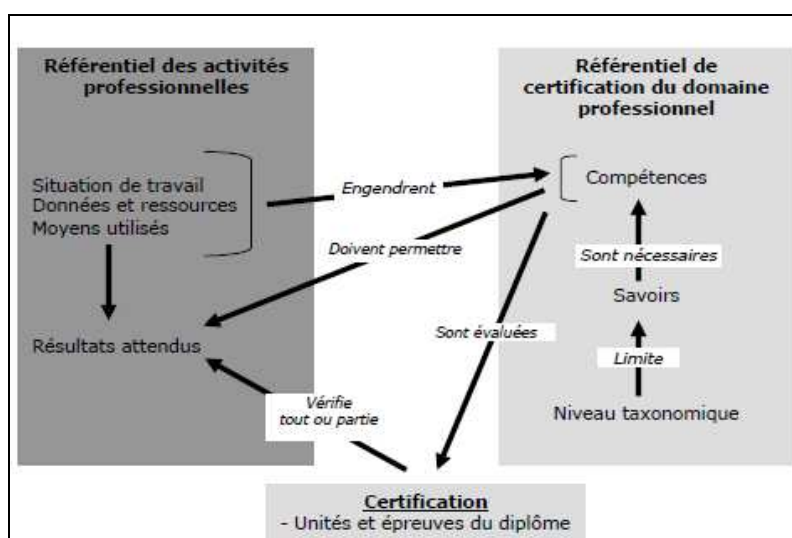 Référentiel des activités
professionnelles
Situation de travail
Données et ressources
Moyens utilisés
Résultats attendus
Engendrent
Doivent permettre
Sont évaluées
Vérifie
tout ou partie
Référentiel de
certification du domaine
professionnel
Compétences
Sont nécessaires
Savoirs
Limite
Niveau taxonomique
Certification
- Unités et épreuves du diplôme